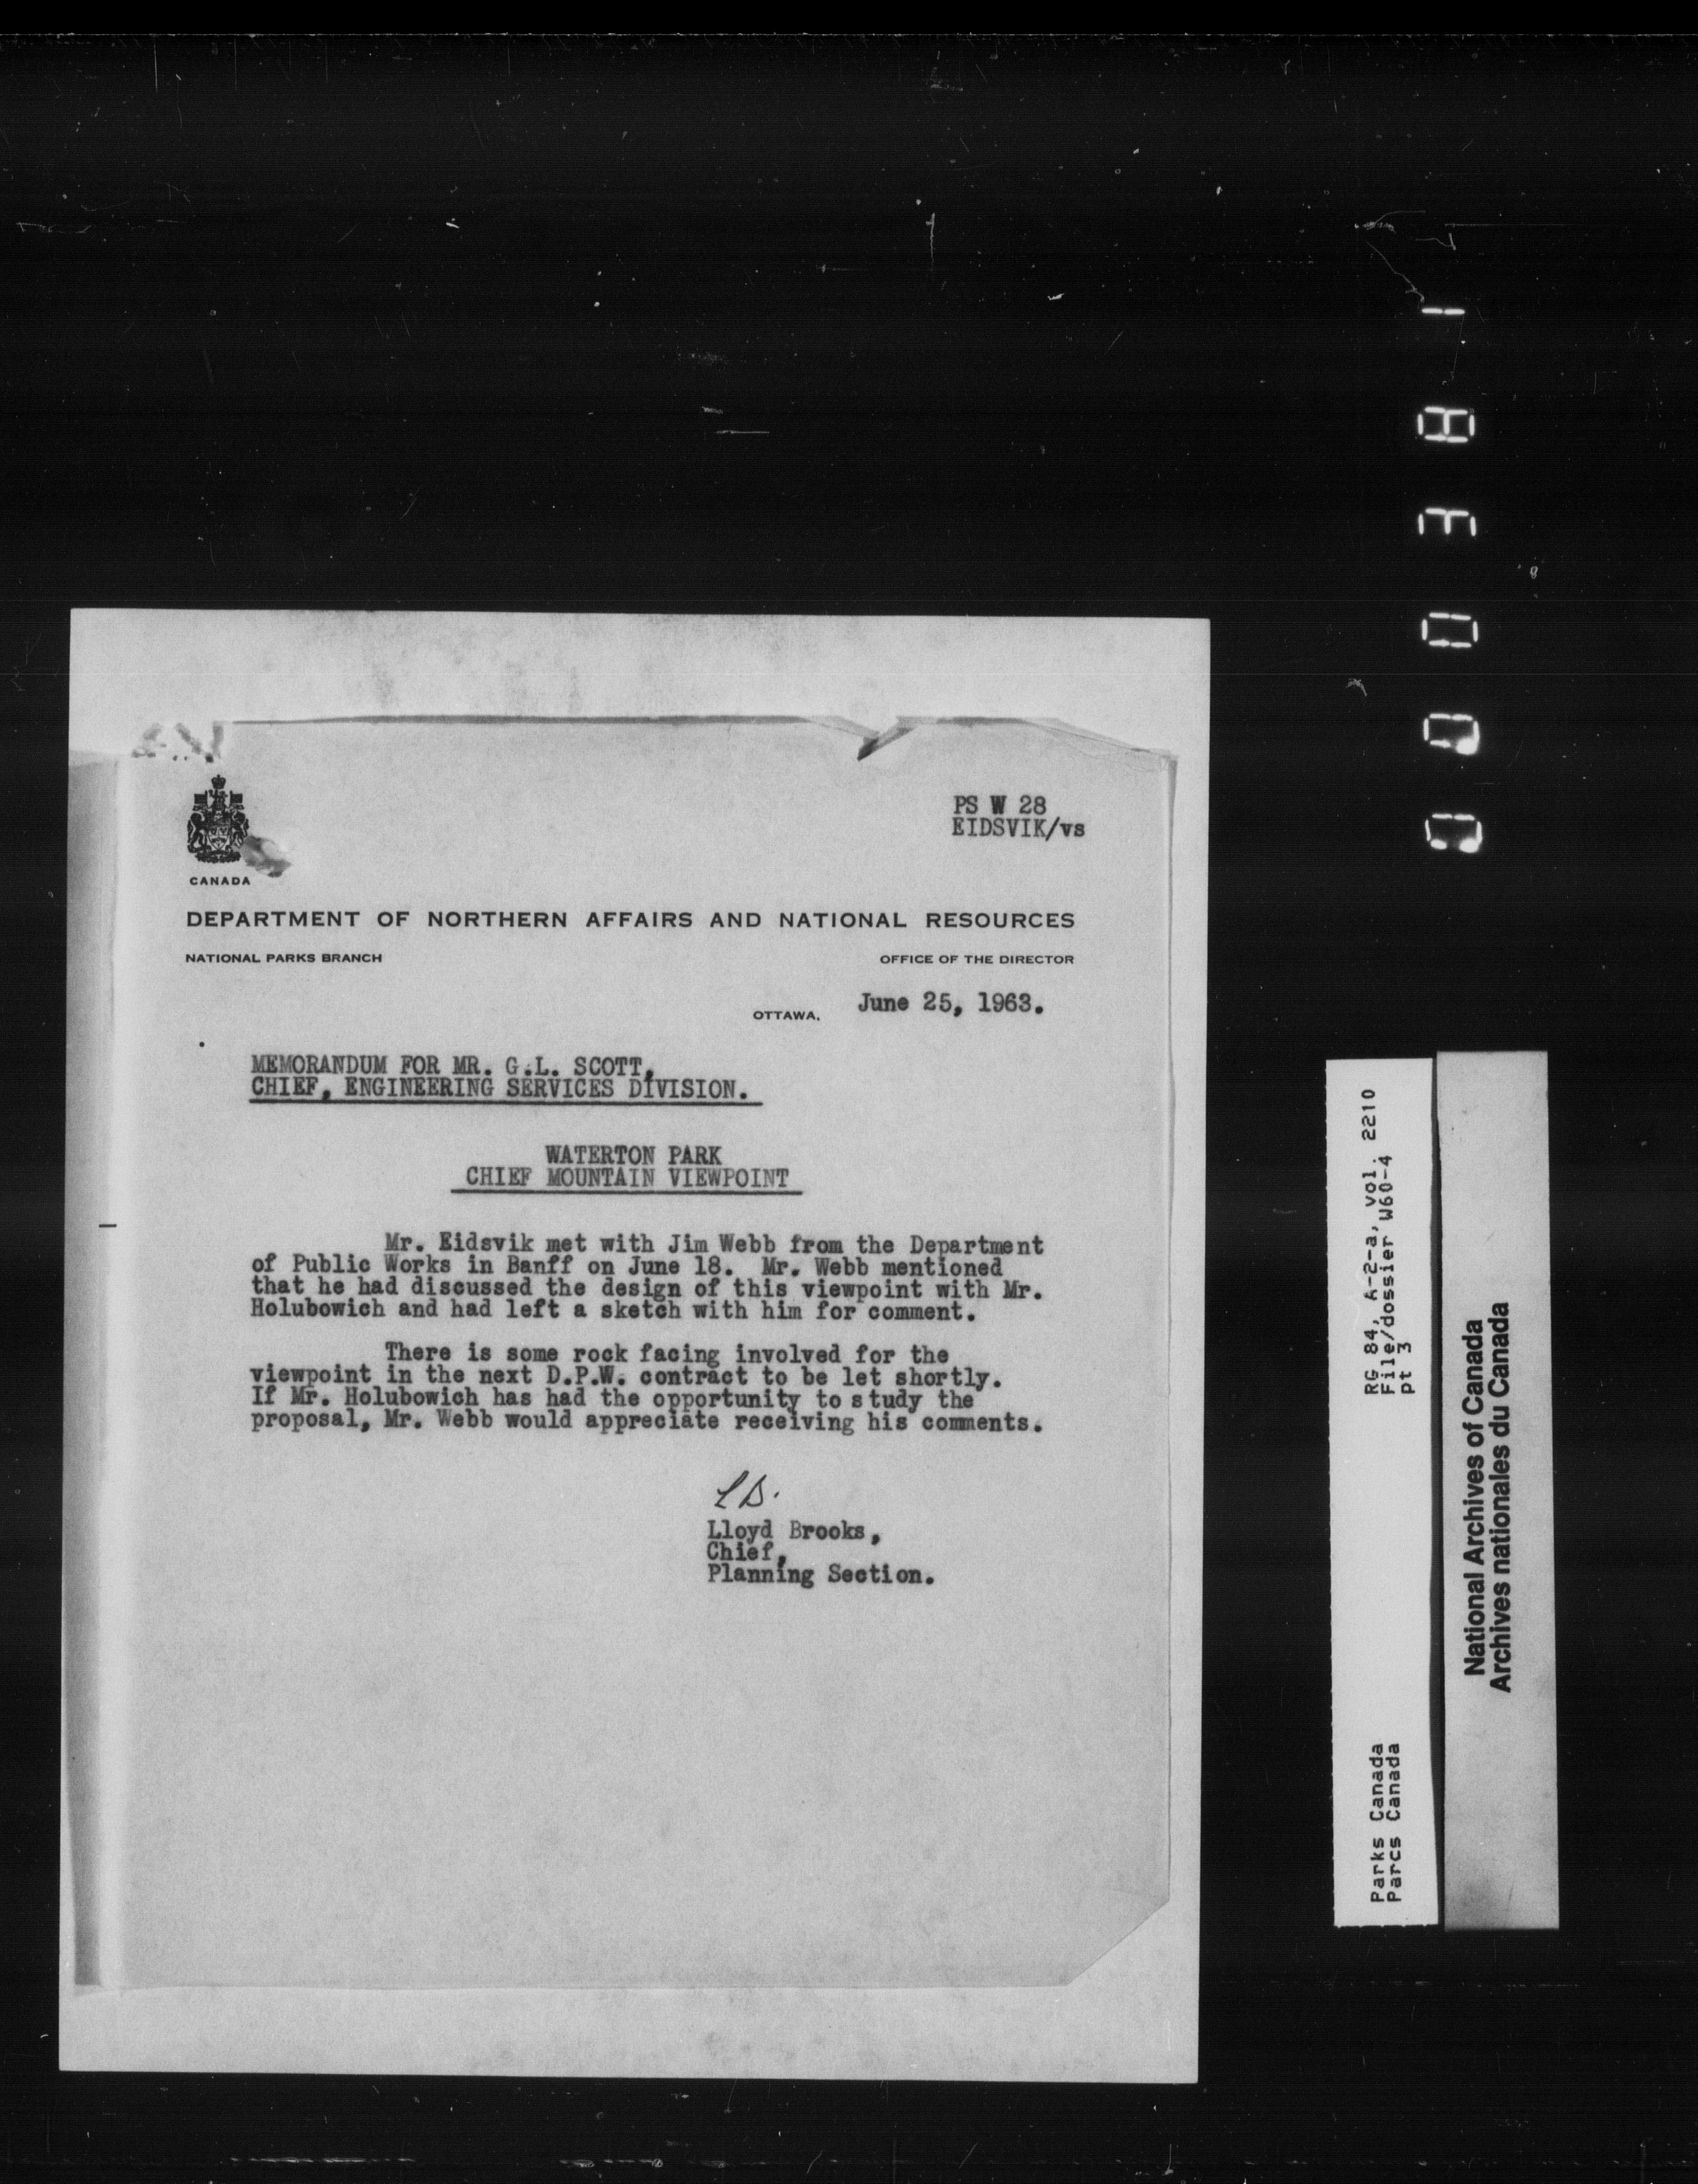 PS W 28
EIDSVIK/vs
CANADA
DEPARTMENT OF NORTHERN AFFAIRS AND NATIONAL RESOURCES
NATIONAL PARKS BRANCH
OFFICE OF THE DIRECTOR
OTTAWA, June 25, 1963.
MEMORANDUM FOR MR. G.L. SCOTT,
CHIEF, ENGINEERING SERVICES DIVISION.
WATERTON PARK
CHIEF MOUNTAIN VIEWPOINT
Mr. Eidsvik met with Jim Webb from the Department
of Public Works in Banff on June 18. Mr. Webb mentioned
that he had discussed the design of this viewpoint with Mr.
Holubowich and had left a sketch with him for comment.
There is some rock facing involved for the
viewpoint in the next D.P.W. contract to be let shortly.
If Mr. Holubowich has had the opportunity to study the
proposal, Mr. Webb would appreciate receiving his comments.
LB.
Lloyd Brooks,
Chief,
Planning Section.
RG 84, A-2-a, vol. 2210
File/dossier W60-4
pt 3
Parks Canada
Parcs Canada
National Archives of Canada
Archives nationales du Canada